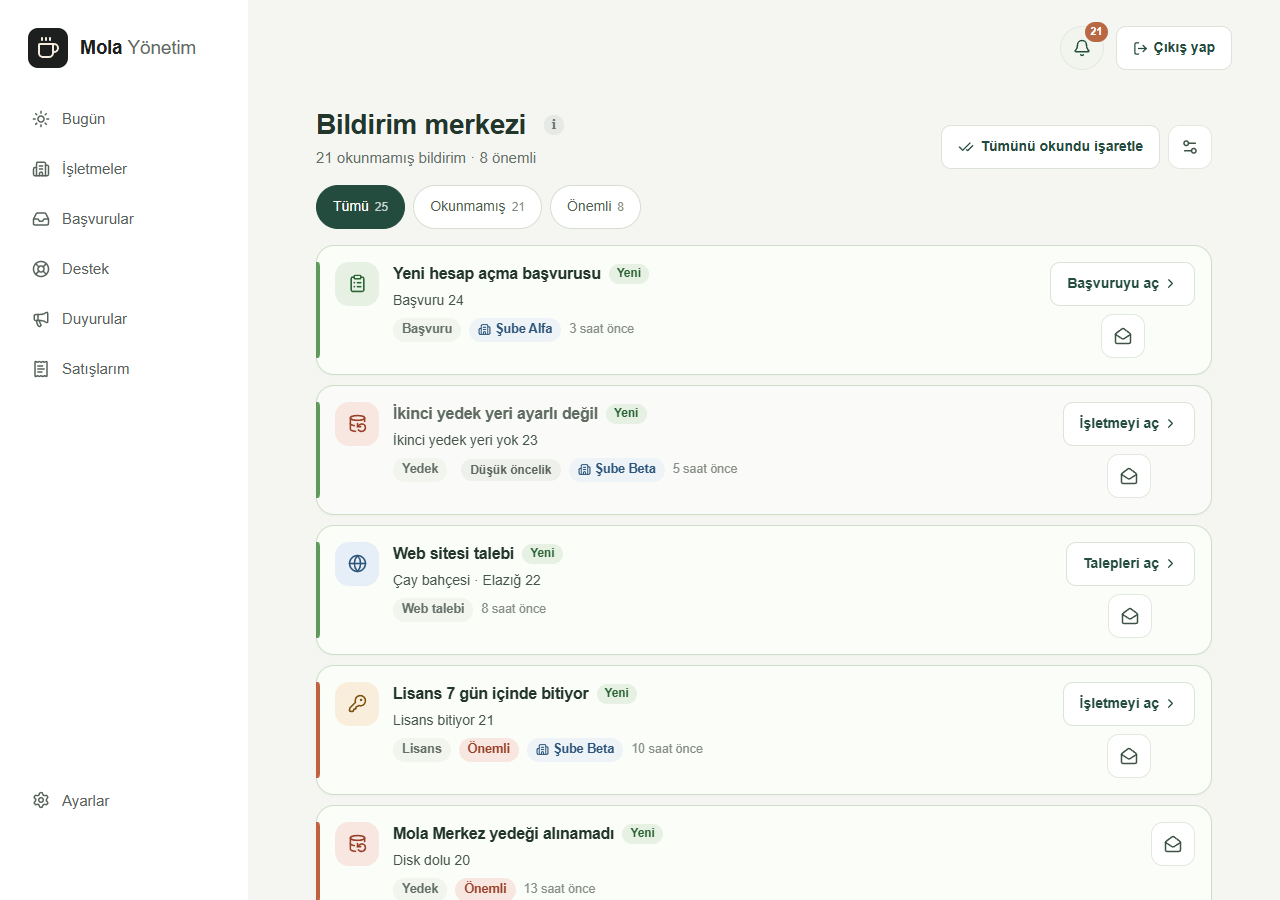 Mola Yönetim
Bugün
İşletmeler
Başvurular
Destek
Duyurular
Satışlarım
Ayarlar
21
Çıkış yap
Bildirim merkezi i
21 okunmamış bildirim · 8 önemli
Tümünü okundu işaretle
Tümü 25
Okunmamış 21
Önemli 8
Yeni hesap açma başvurusu Yeni
Başvuru 24
Başvuru Şube Alfa 3 saat önce
Başvuruyu aç
İkinci yedek yeri ayarlı değil Yeni
İkinci yedek yeri yok 23
Yedek Düşük öncelik Şube Beta 5 saat önce
İşletmeyi aç
Web sitesi talebi Yeni
Çay bahçesi · Elazığ 22
Web talebi 8 saat önce
Talepleri aç
Lisans 7 gün içinde bitiyor Yeni
Lisans bitiyor 21
Lisans Önemli Şube Beta 10 saat önce
İşletmeyi aç
Mola Merkez yedeği alınamadı Yeni
Disk dolu 20
Yedek Önemli 13 saat önce